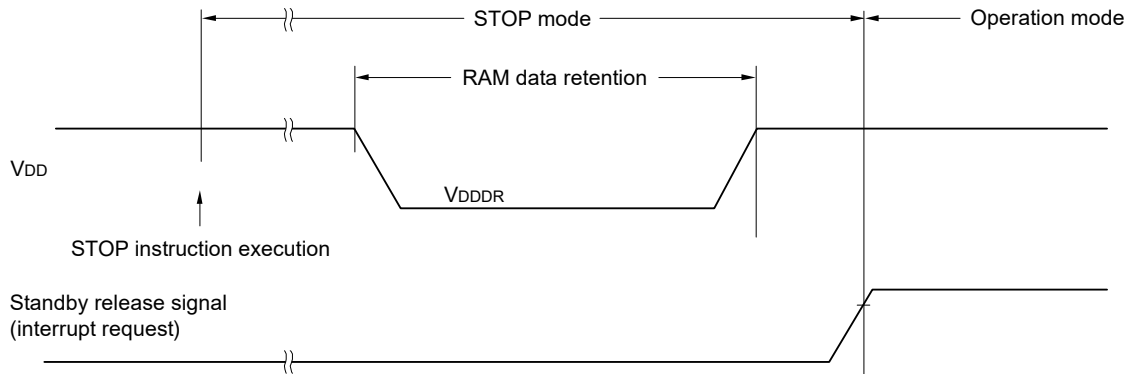 STOP mode
Operation mode
RAM data retention
VDD
VDDDR
STOP instruction execution
Standby release signal
(interrupt request)